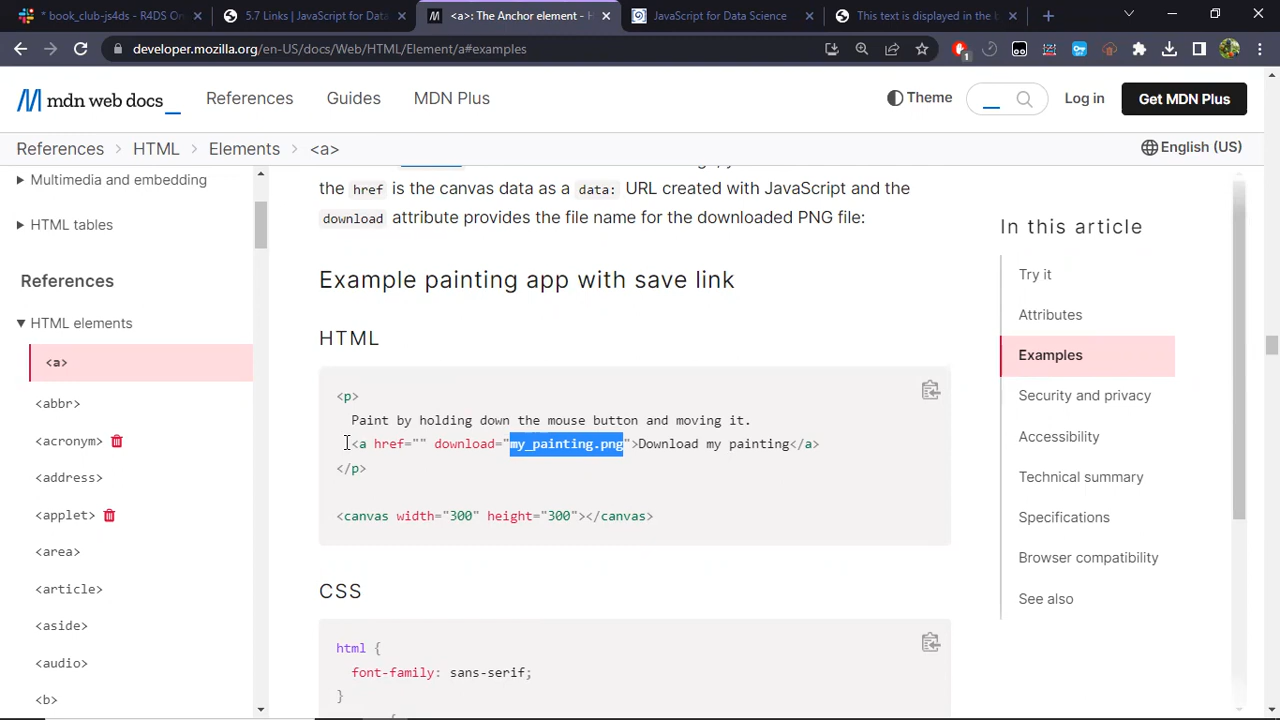 * book_club-js4ds - R4DS On
5.7 Links | JavaScript for Data
<a>: The Anchor element - H
JavaScript for Data Science
This text is displayed in the b
developer.mozilla.org/en-US/docs/Web/HTML/Element/a#examples
1
mdn web docs
References
Guides
MDN Plus
Theme
Log in
Get MDN Plus
References > HTML > Elements > <a>
English (US)
Multimedia and embedding
HTML tables
References
HTML elements
<a>
<abbr>
<acronym>
<address>
<applet>
<area>
<article>
<aside>
<audio>
<b>
the href is the canvas data as a data: URL created with JavaScript and the
download attribute provides the file name for the downloaded PNG file:
Example painting app with save link
HTML
<p>
Paint by holding down the mouse button and moving it.
<a href="" download="my_painting.png">Download my painting</a>
</p>
<canvas width="300" height="300"></canvas>
CSS
html {
font-family: sans-serif;
}
In this article
Try it
Attributes
Examples
Security and privacy
Accessibility
Technical summary
Specifications
Browser compatibility
See also